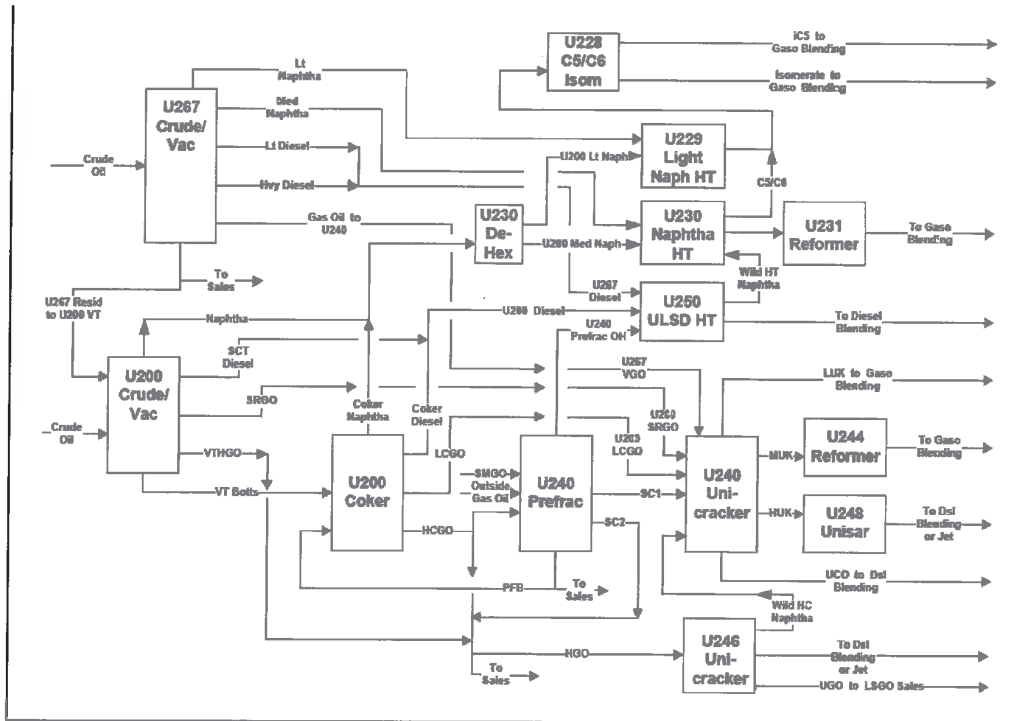 U228
C5/C6
Isom
iC5 to
Gaso Blending
Isomerate to
Gaso Blending
Lt
Naphtha
Med
Naphtha
U267
Crude/
Vac
Lt Diesel
Hvy Diesel
Crude
Oil
U229
Light
Naph HT
U200 Lt Naph
C5/C6
Gas Oil to
U240
U230
De-
Hex
U200 Med Naph
U230
Naphtha
HT
U231
Reformer
To Gaso
Blending
To
Sales
Wild HT
Naphtha
U267
Diesel
U267 Resid
to U200 VT
Naphtha
U200 Diesel
U250
ULSD HT
U240
Prefrac OH
To Diesel
Blending
SCT
Diesel
U200
Crude/
Vac
U267
VGO
LUX to Gaso
Blending
SRGO
Coker
Naphtha
Coker
Diesel
U200
SRGO
Crude
Oil
VTHGO
LCGO
U200
LCGO
U244
Reformer
To Gaso
Blending
U200
Coker
SMGO
Outside
Gas Oil
U240
Prefrac
U240
Uni-
cracker
MUK
VT Botts
SC1
HUK
U248
Unisar
To Dsl
Blending
or Jet
HCGO
SC2
PFB
To
Sales
UCO to Dsl
Blending
Wild HC
Naphtha
U246
Uni-
cracker
HGO
To Dsl
Blending
or Jet
To
Sales
UGO to LSGO Sales